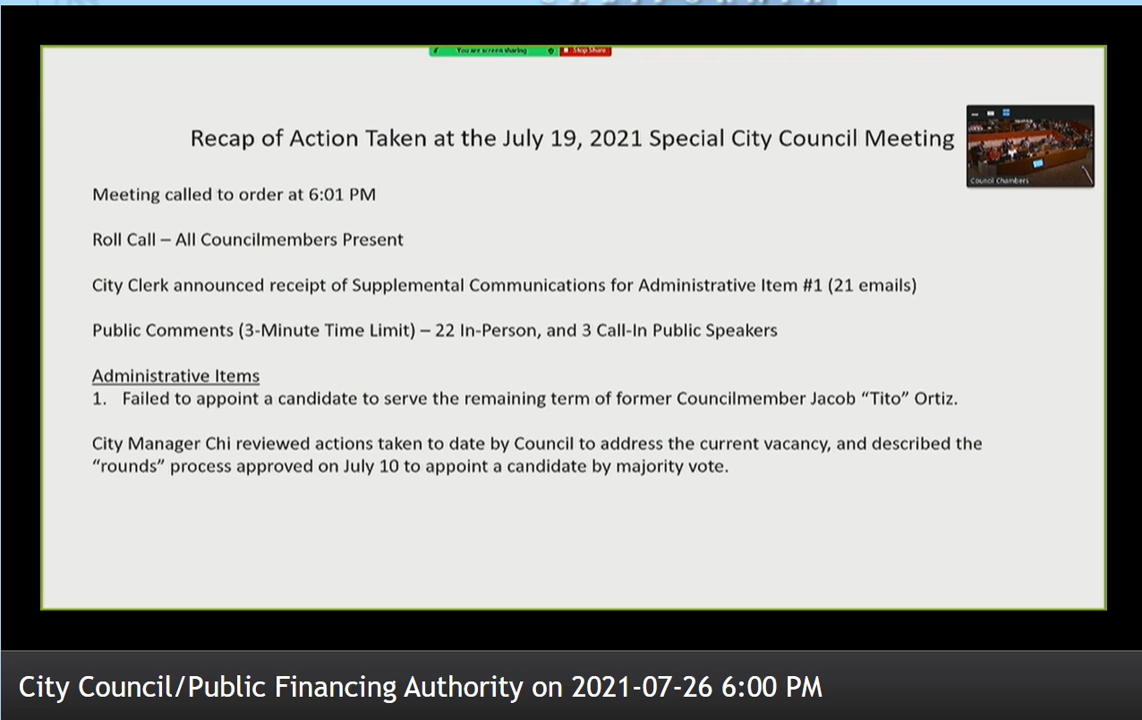 You are screen sharing
Stop Share
Recap of Action Taken at the July 19, 2021 Special City Council Meeting
Council Chambers
Meeting called to order at 6:01 PM
Roll Call – All Councilmembers Present
City Clerk announced receipt of Supplemental Communications for Administrative Item #1 (21 emails)
Public Comments (3-Minute Time Limit) – 22 In-Person, and 3 Call-In Public Speakers
Administrative Items
1. Failed to appoint a candidate to serve the remaining term of former Councilmember Jacob “Tito” Ortiz.
City Manager Chi reviewed actions taken to date by Council to address the current vacancy, and described the
“rounds” process approved on July 10 to appoint a candidate by majority vote.
City Council/Public Financing Authority on 2021-07-26 6:00 PM